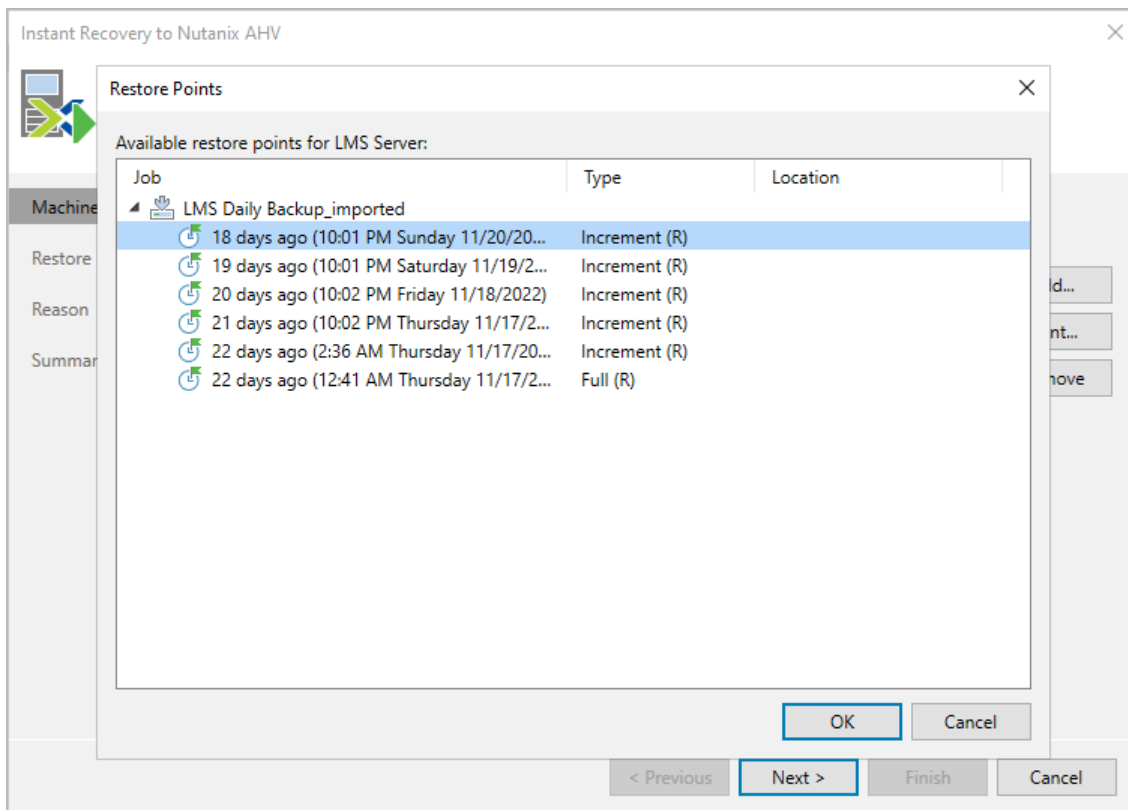 Instant Recovery to Nutanix AHV
Restore Points
Available restore points for LMS Server:
Job Type Location
LMS Daily Backup_imported
18 days ago (10:01 PM Sunday 11/20/20... Increment (R)
19 days ago (10:01 PM Saturday 11/19/2... Increment (R)
20 days ago (10:02 PM Friday 11/18/2022) Increment (R)
21 days ago (10:02 PM Thursday 11/17/2... Increment (R)
22 days ago (2:36 AM Thursday 11/17/20... Increment (R)
22 days ago (12:41 AM Thursday 11/17/2... Full (R)
Machine
Restore
Reason
Summar
ld...
nt...
nove
OK Cancel
< Previous Next > Finish Cancel